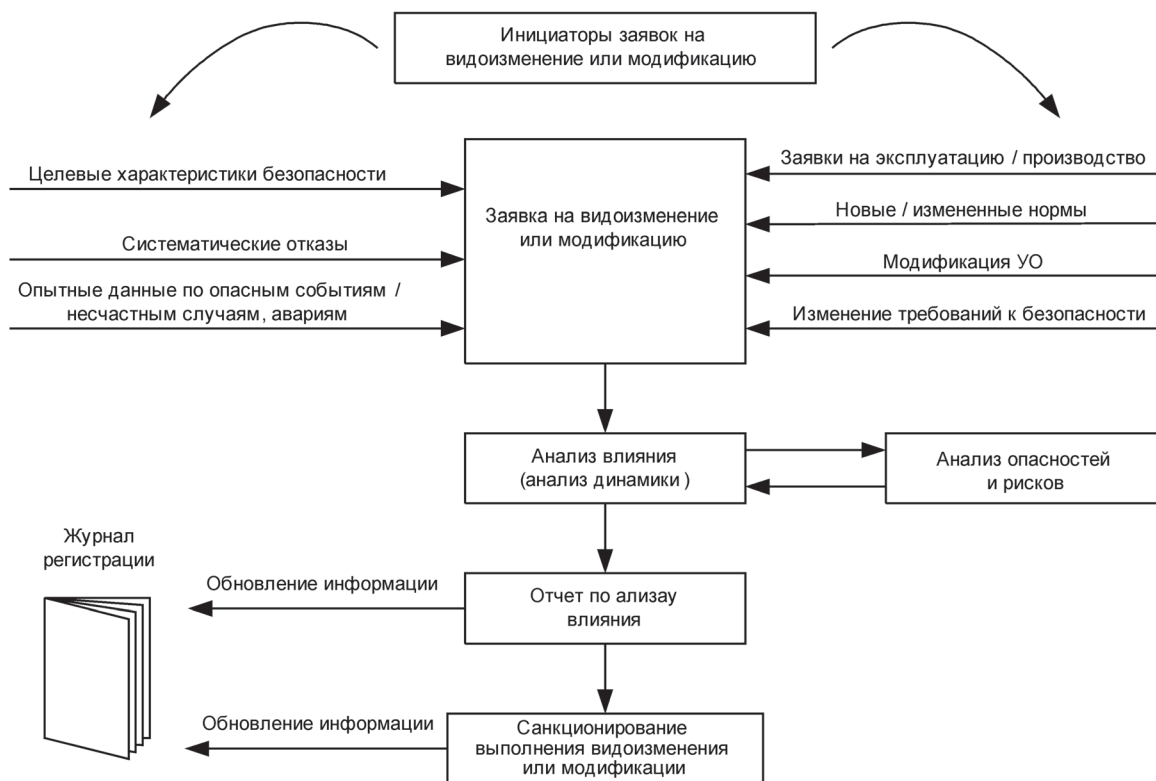 Инициаторы заявок на
видоизменение или модификацию
Целевые характеристики безопасности
Систематические отказы
Опытные данные по опасным событиям /
несчастным случаям, авариям
Заявка на видоизменение
или модификацию
Заявки на эксплуатацию / производство
Новые / измененные нормы
Модификация УО
Изменение требований к безопасности
Анализ влияния
(анализ динамики )
Анализ опасностей
и рисков
Журнал
регистрации
Обновление информации
Отчет по ализау
влияния
Обновление информации
Санкционирование
выполнения видоизменения
или модификации